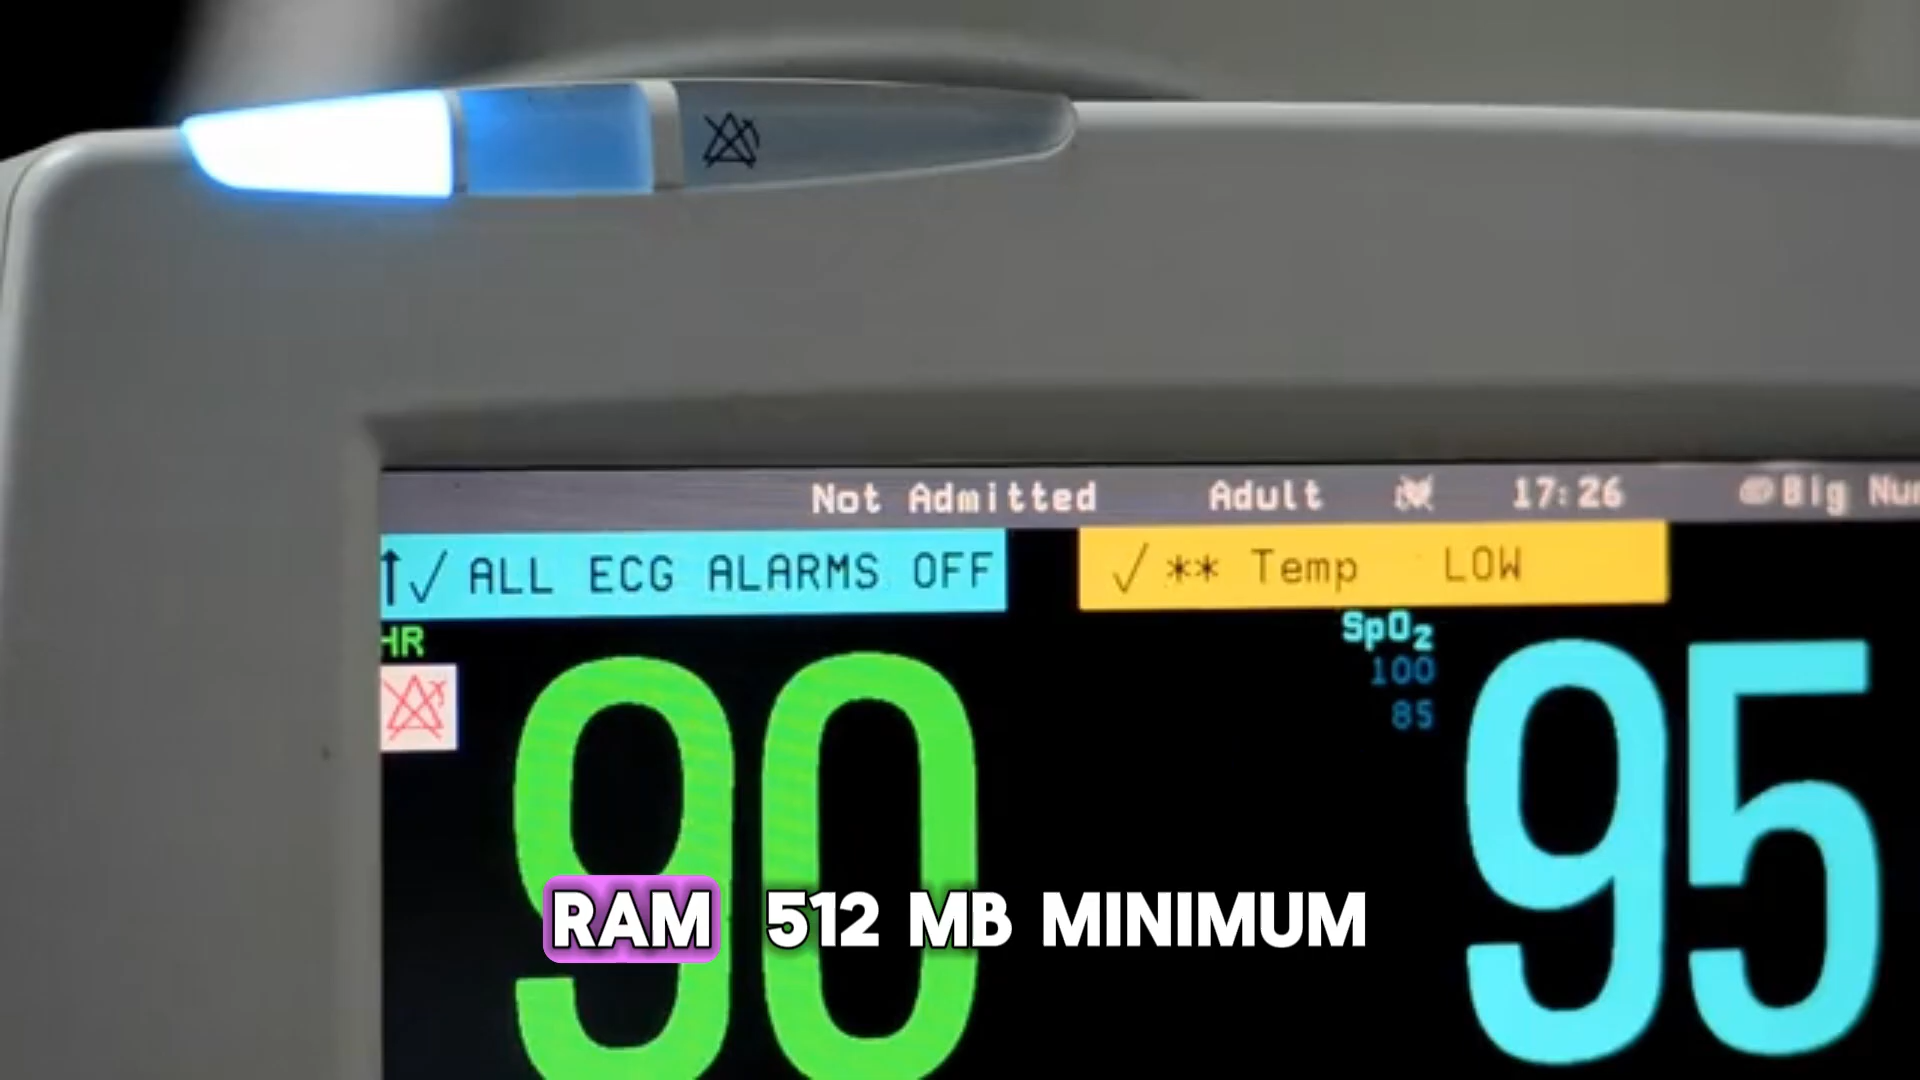 Not Admitted Adult 17:26 Big
↑✓ ALL ECG ALARMS OFF
✓ ** Temp LOW
HR
SpO₂
100
85
90
95
RAM 512 MB MINIMUM